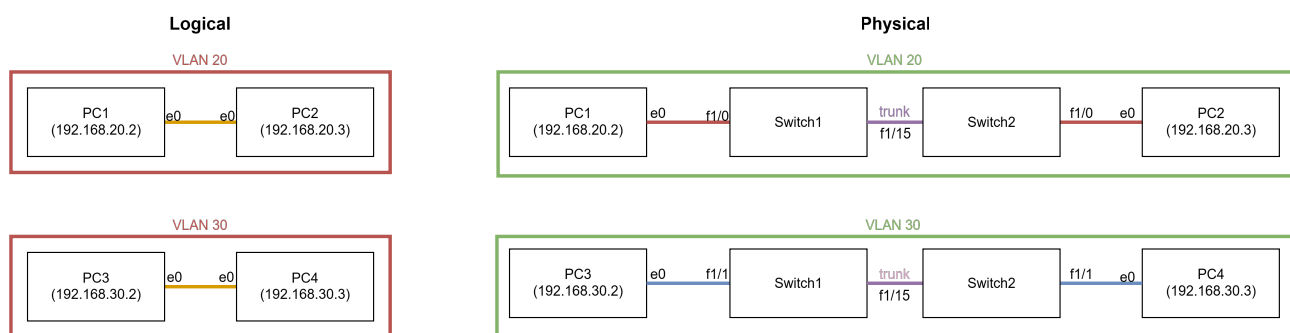 Logical
Physical
VLAN 20
VLAN 20
PC1
(192.168.20.2)
e0
e0
PC2
(192.168.20.3)
PC1
(192.168.20.2)
e0
f1/0
Switch1
trunk
f1/15
Switch2
f1/0
e0
PC2
(192.168.20.3)
VLAN 30
VLAN 30
PC3
(192.168.30.2)
e0
e0
PC4
(192.168.30.3)
PC3
(192.168.30.2)
e0
f1/1
Switch1
trunk
f1/15
Switch2
f1/1
e0
PC4
(192.168.30.3)